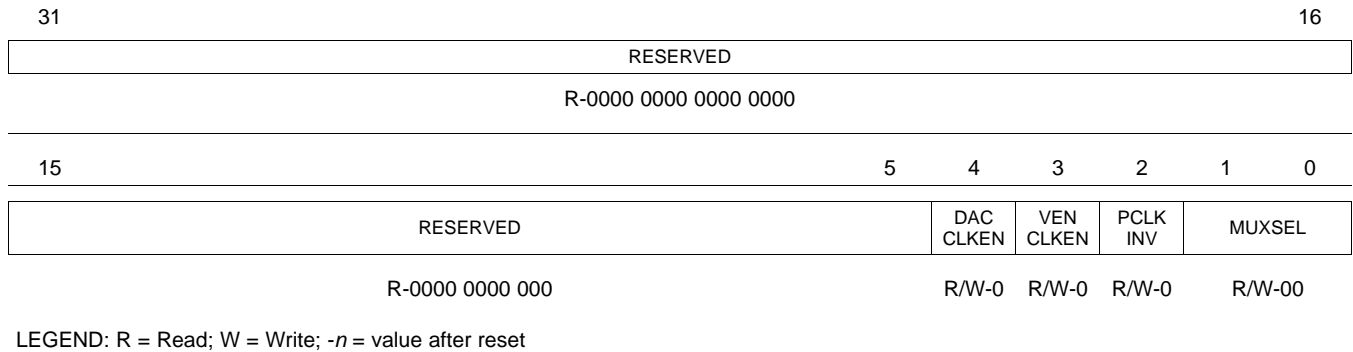 31 16
RESERVED
R-0000 0000 0000 0000
15 5 4 3 2 1 0
RESERVED DAC CLKEN VEN CLKEN PCLK INV MUXSEL
R-0000 0000 000 R/W-0 R/W-0 R/W-0 R/W-00
LEGEND: R = Read; W = Write; -n = value after reset